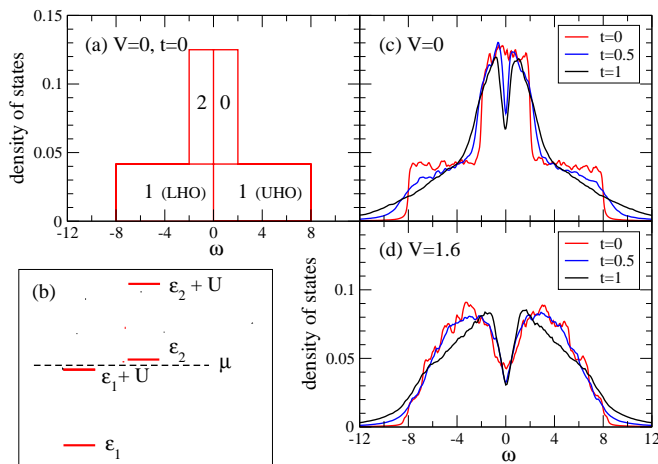 (a) V=0, t=0
0.15
0.1
0.05
0
density of states
2 0
1 (LHO) 1 (UHO)
-12 -8 -4 0 4 8
ω
(b)
ε₂ + U
ε₂
μ
ε₁ + U
ε₁
(c) V=0
t=0
t=0.5
t=1
(d) V=1.6
t=0
t=0.5
t=1
0.1
0.05
0
density of states
-12 -8 -4 0 4 8 12
ω